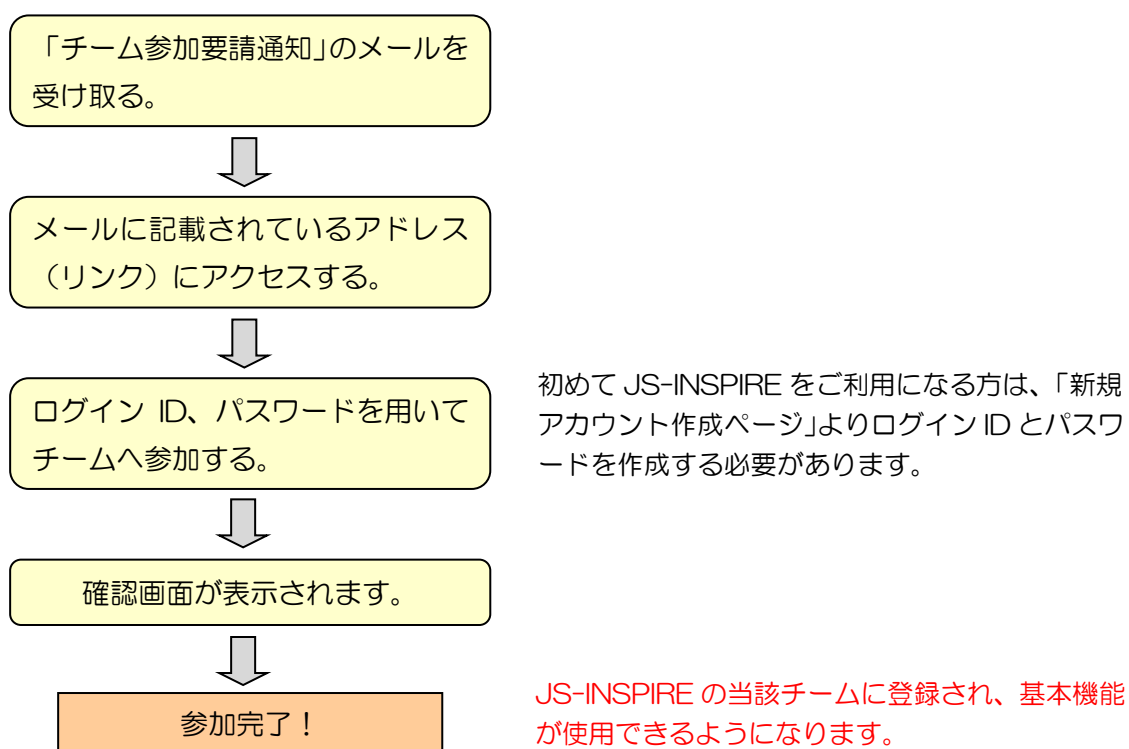 「チーム参加要請通知」のメールを
受け取る。
メールに記載されているアドレス
（リンク）にアクセスする。
ログイン ID、パスワードを用いて
チームへ参加する。
初めて JS-INSPIRE をご利用になる方は、「新規
アカウント作成ページ」よりログイン ID とパスワ
ードを作成する必要があります。
確認画面が表示されます。
参加完了！
JS-INSPIRE の当該チームに登録され、基本機能
が使用できるようになります。